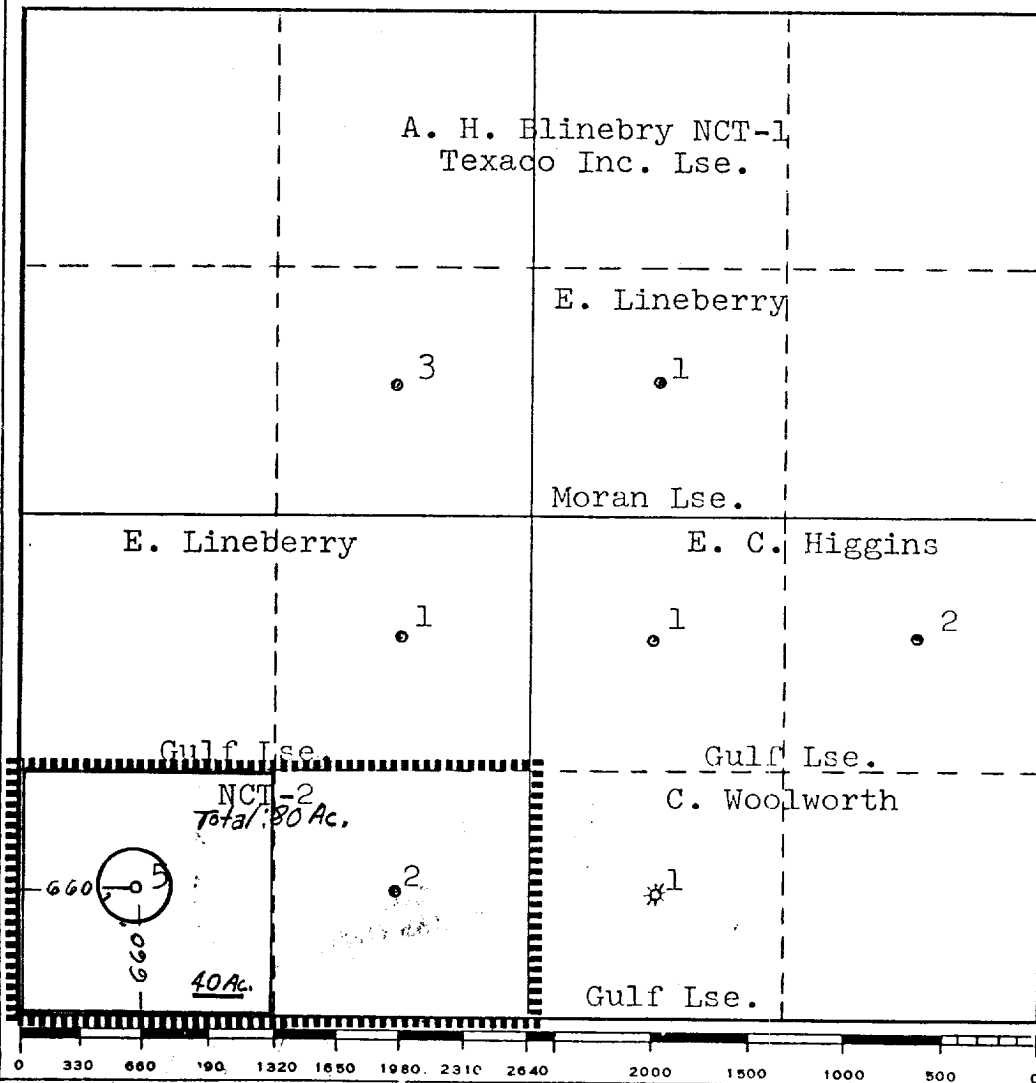 A. H. Blinebry NCT-1
Texaco Inc. Lse.
E. Lineberry
3
1
Moran Lse.
E. Lineberry
E. C. Higgins
1
1
2
Gulf Lse.
Gulf Lse.
NCT-2
Total: 80 Ac.
C. Woolworth
660'
5
2
1
660'
40 Ac.
Gulf Lse.
0 330 660 990 1320 1650 1980 2310 2640 2000 1500 1000 500 0